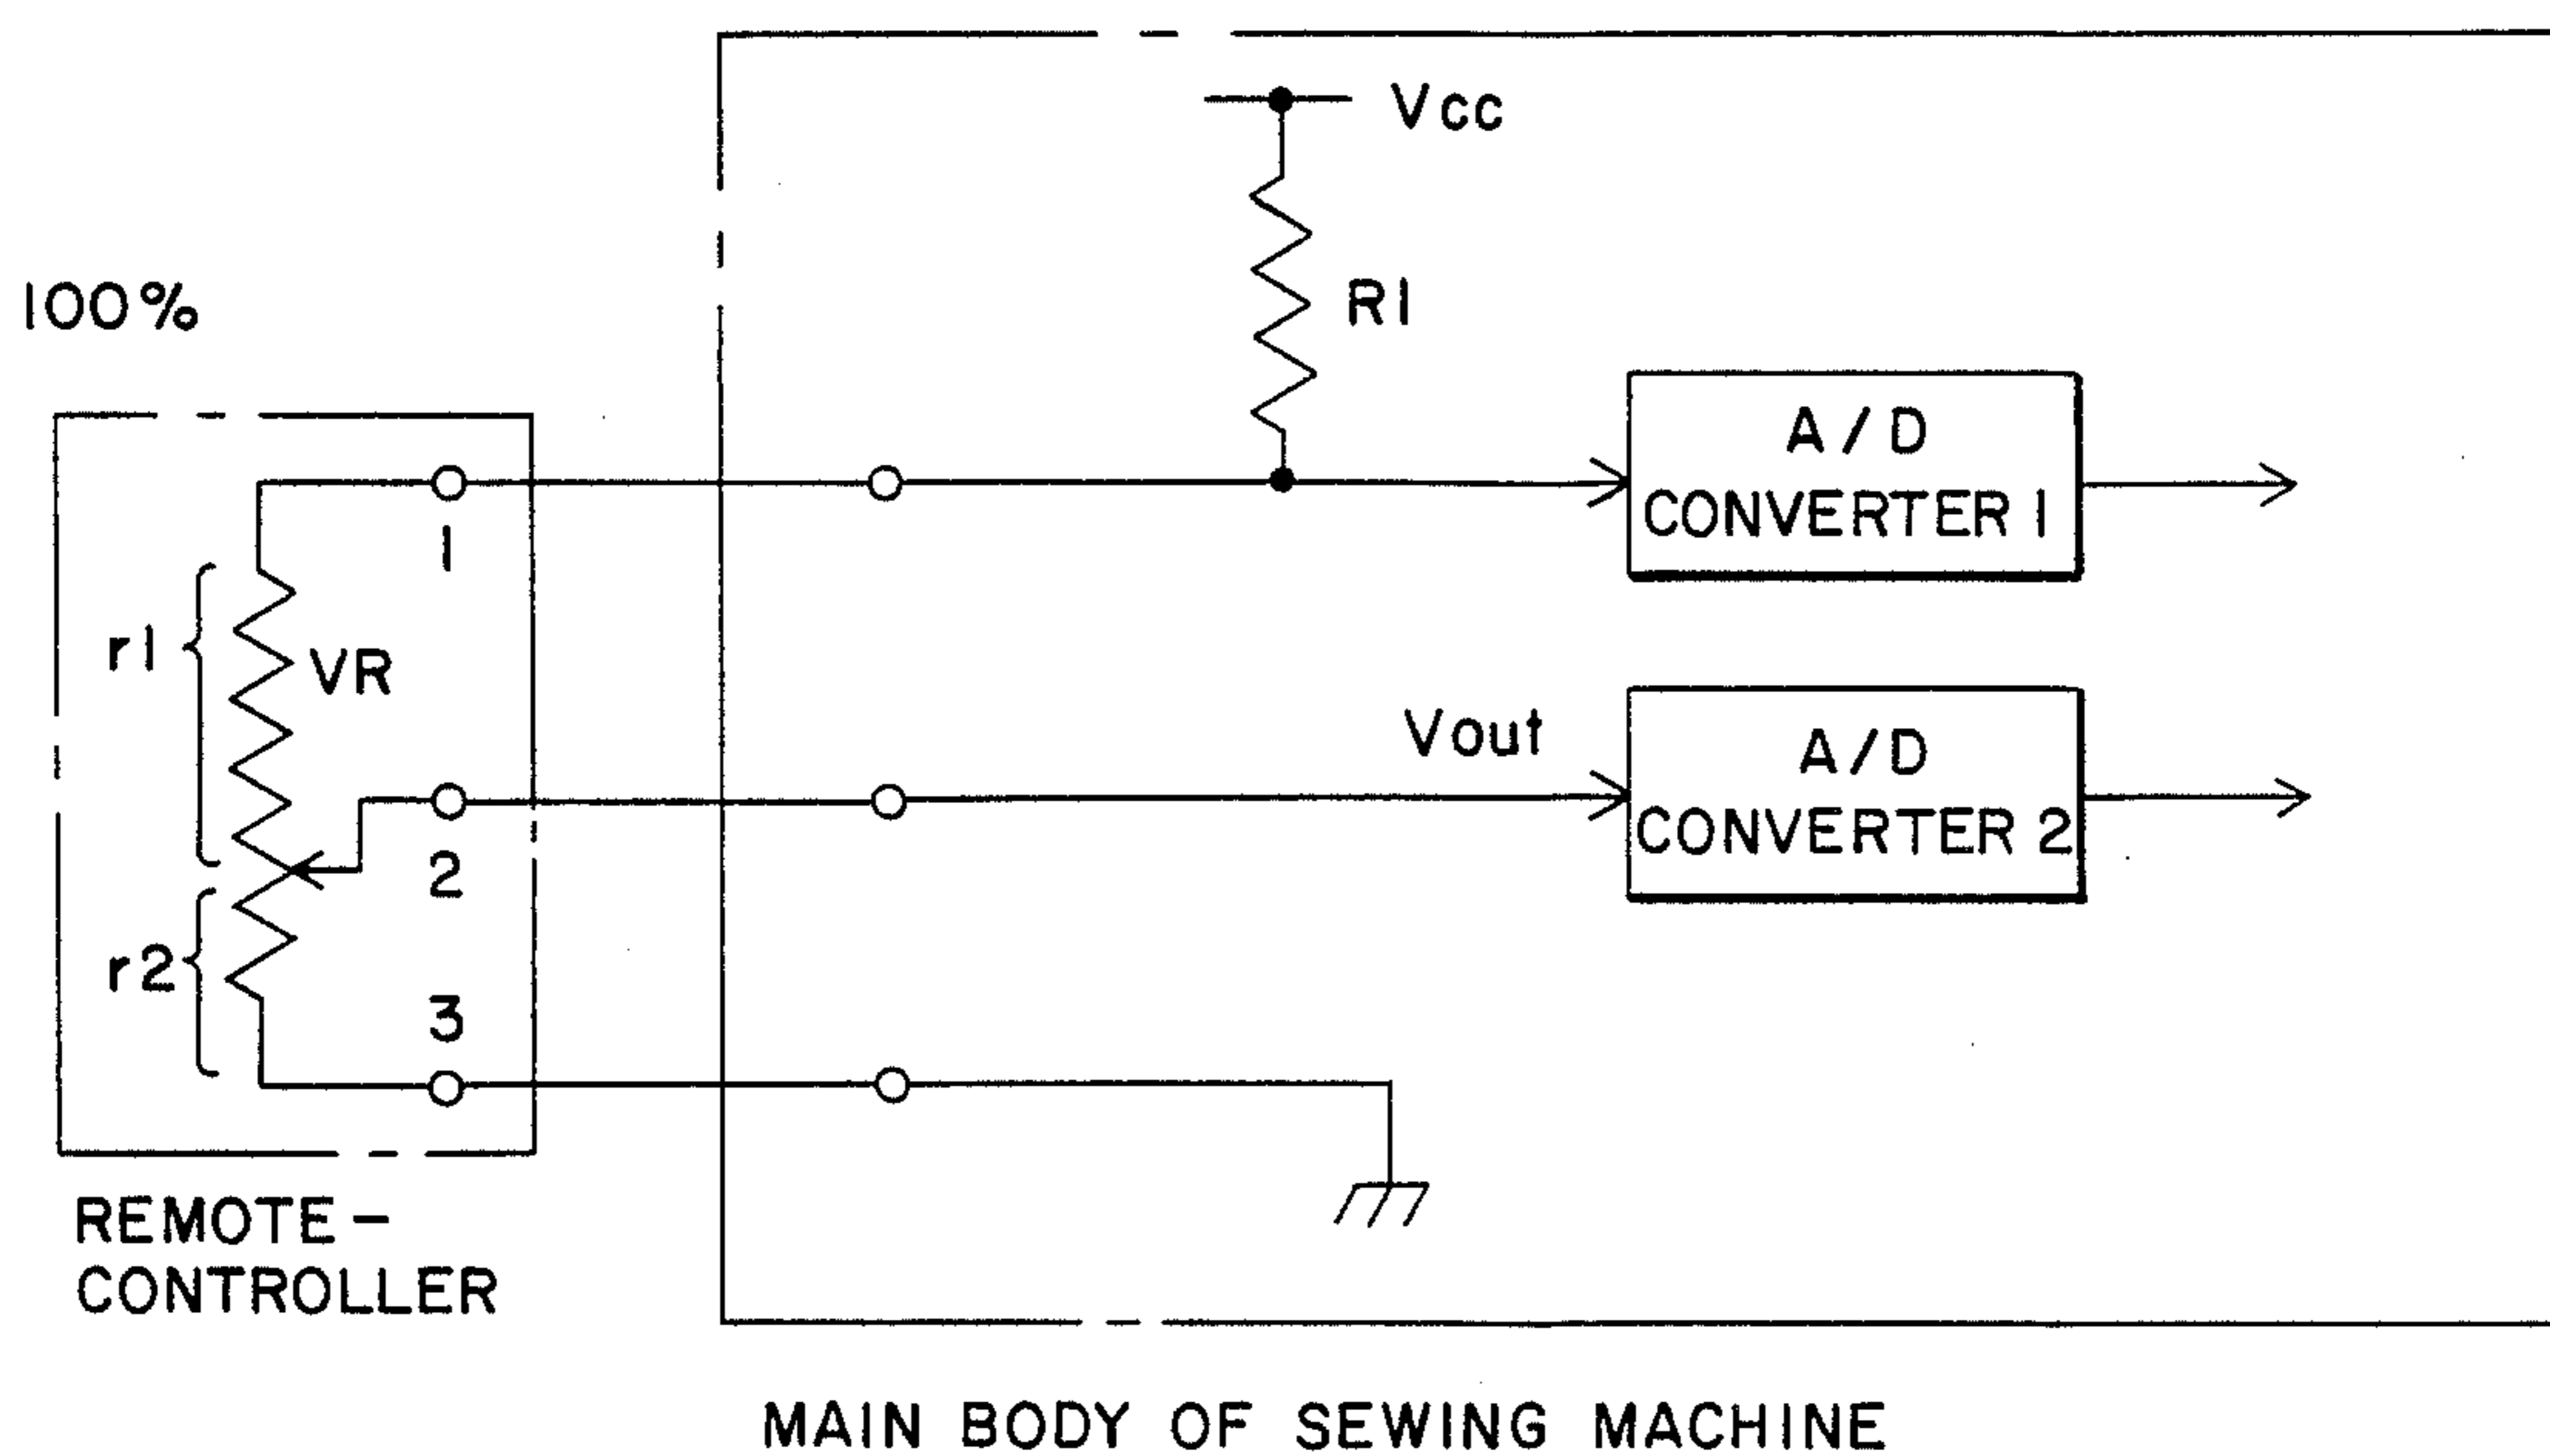 Vcc
R1
100%
A/D
CONVERTER 1
1
r1
VR
Vout
A/D
CONVERTER 2
2
r2
3
REMOTE-
CONTROLLER
MAIN BODY OF SEWING MACHINE